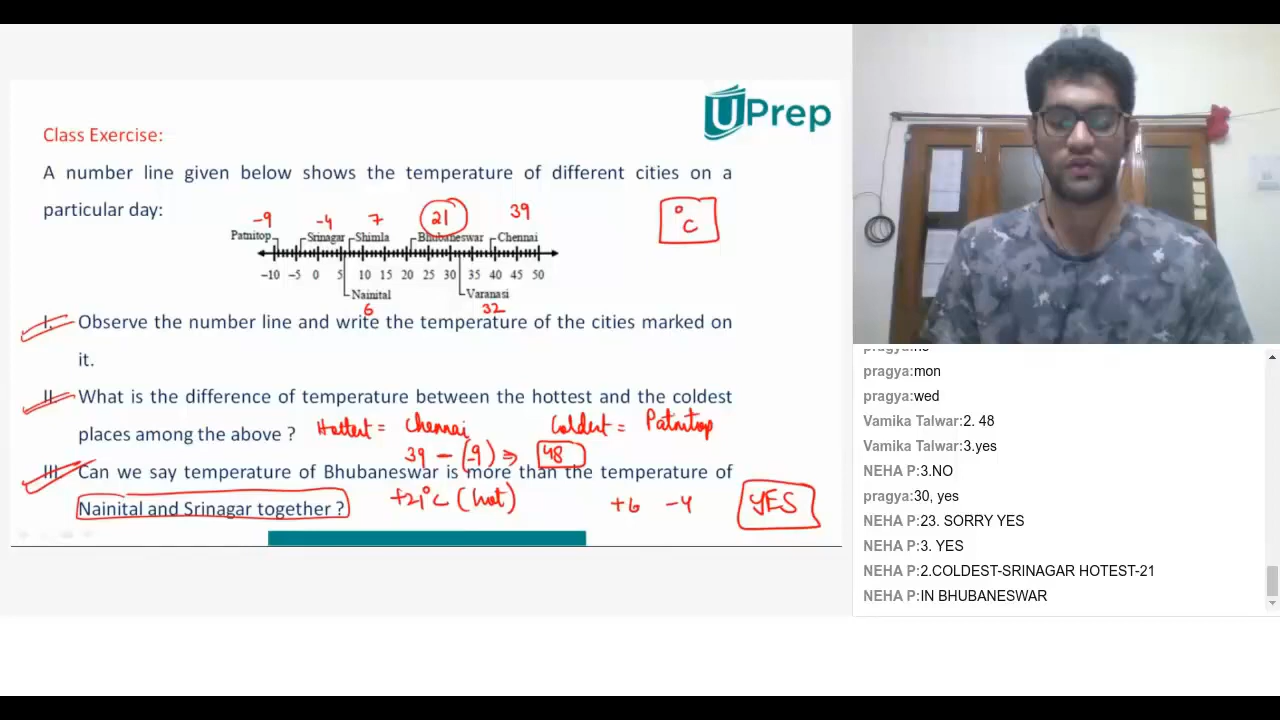 UPrep
Class Exercise:
A number line given below shows the temperature of different cities on a
particular day:
°C
-9 -4 7 21 39
Patnitop Srinagar Shimla Bhubaneswar Chennai
-10 -5 0 5 10 15 20 25 30 35 40 45 50
Nainital Varanasi
6 32
I. Observe the number line and write the temperature of the cities marked on
it.
II. What is the difference of temperature between the hottest and the coldest
places among the above ? Hottest = Chennai Coldest = Patnitop
39 - (-9) ⇒ 48
III. Can we say temperature of Bhubaneswar is more than the temperature of
Nainital and Srinagar together ? +21°C (hot) +6 -4 YES
pragya:
pragya:mon
pragya:wed
Vamika Talwar:2. 48
Vamika Talwar:3.yes
NEHA P:3.NO
pragya:30, yes
NEHA P:23. SORRY YES
NEHA P:3. YES
NEHA P:2.COLDEST-SRINAGAR HOTEST-21
NEHA P:IN BHUBANESWAR